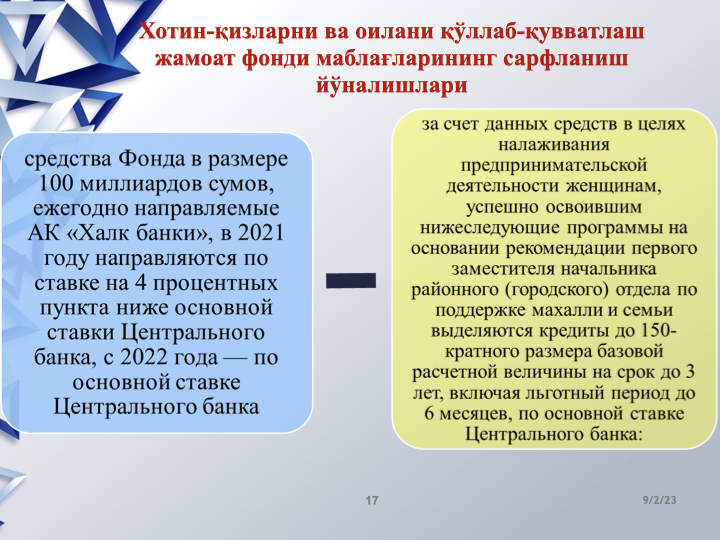 Хотин-қизларни ва оилани қўллаб-қувватлаш
жамоат фонди маблағларининг сарфланиш
йўналишлари
средства Фонда в размере
100 миллиардов сумов,
ежегодно направляемые
АК «Халк банки», в 2021
году направляются по
ставке на 4 процентных
пункта ниже основной
ставки Центрального
банка, с 2022 года — по
основной ставке
Центрального банка
за счет данных средств в целях
налаживания
предпринимательской
деятельности женщинам,
успешно освоившим
нижеследующие программы на
основании рекомендации первого
заместителя начальника
районного (городского) отдела по
поддержке махалли и семьи
выделяются кредиты до 150-
кратного размера базовой
расчетной величины на срок до 3
лет, включая льготный период до
6 месяцев, по основной ставке
Центрального банка:
17
9/2/23